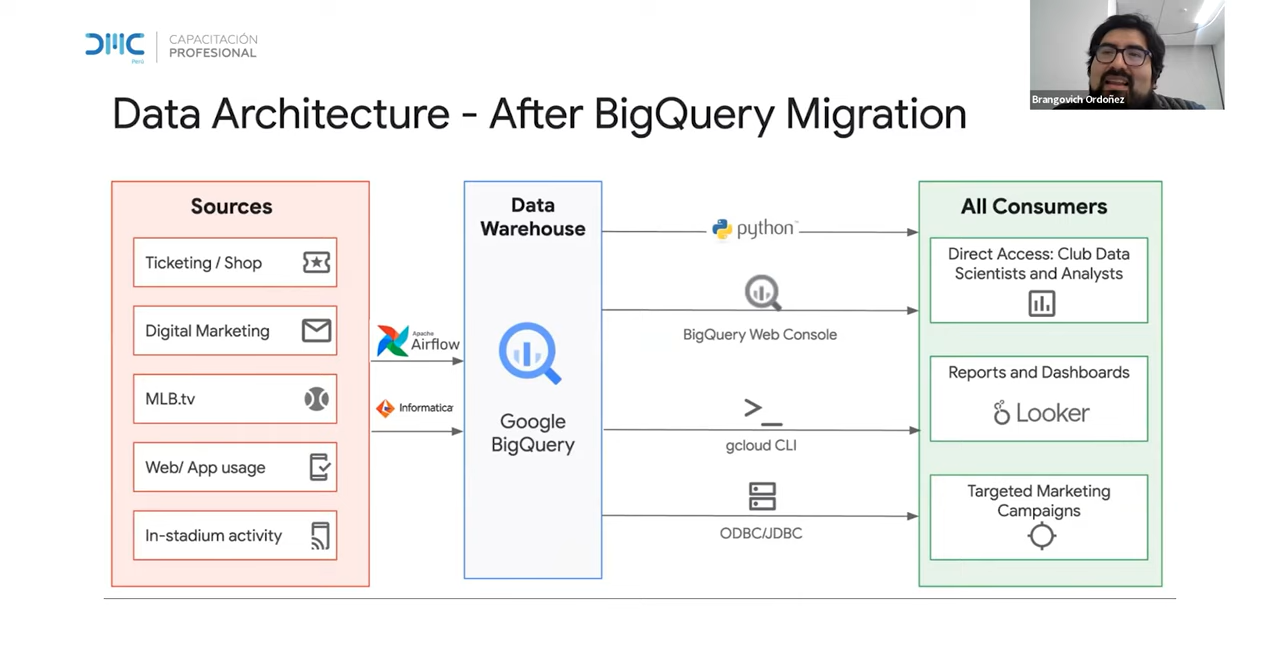 DMC
Perú
CAPACITACIÓN
PROFESIONAL
Brangovich Ordoñez
Data Architecture - After BigQuery Migration
Sources
Ticketing / Shop
Digital Marketing
MLB.tv
Web/ App usage
In-stadium activity
Apache
Airflow
Informatica
Data
Warehouse
Google
BigQuery
python™
BigQuery Web Console
>_
gcloud CLI
ODBC/JDBC
All Consumers
Direct Access: Club Data
Scientists and Analysts
Reports and Dashboards
Looker
Targeted Marketing
Campaigns